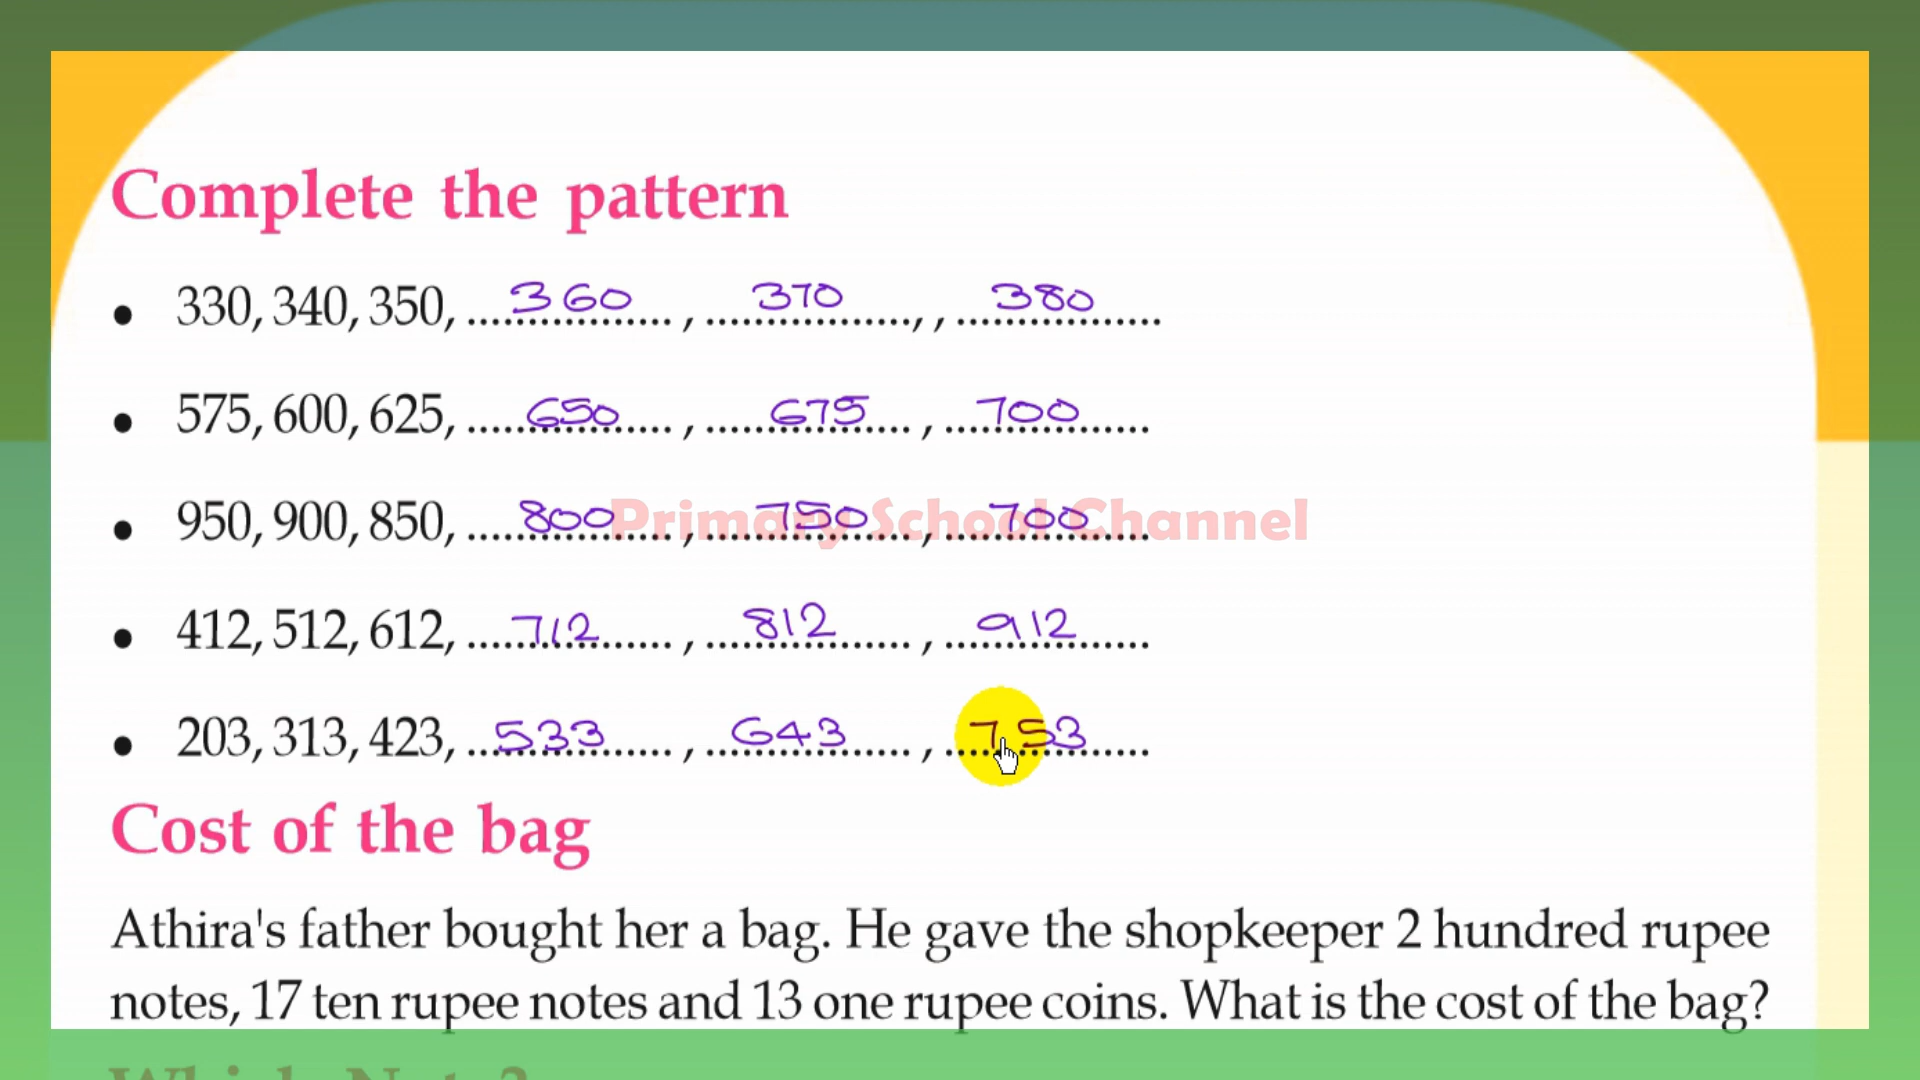 Complete the pattern
• 330, 340, 350, ....360.... , ....370...., , ....380....
• 575, 600, 625, ....650.... , ....675.... , ....700....
• 950, 900, 850, ....800.... , ....750.... , ....700....
Primary School Channel
• 412, 512, 612, ....712.... , ....812.... , ....912....
• 203, 313, 423, ....533.... , ....643.... , ....753....
Cost of the bag
Athira's father bought her a bag. He gave the shopkeeper 2 hundred rupee
notes, 17 ten rupee notes and 13 one rupee coins. What is the cost of the bag?